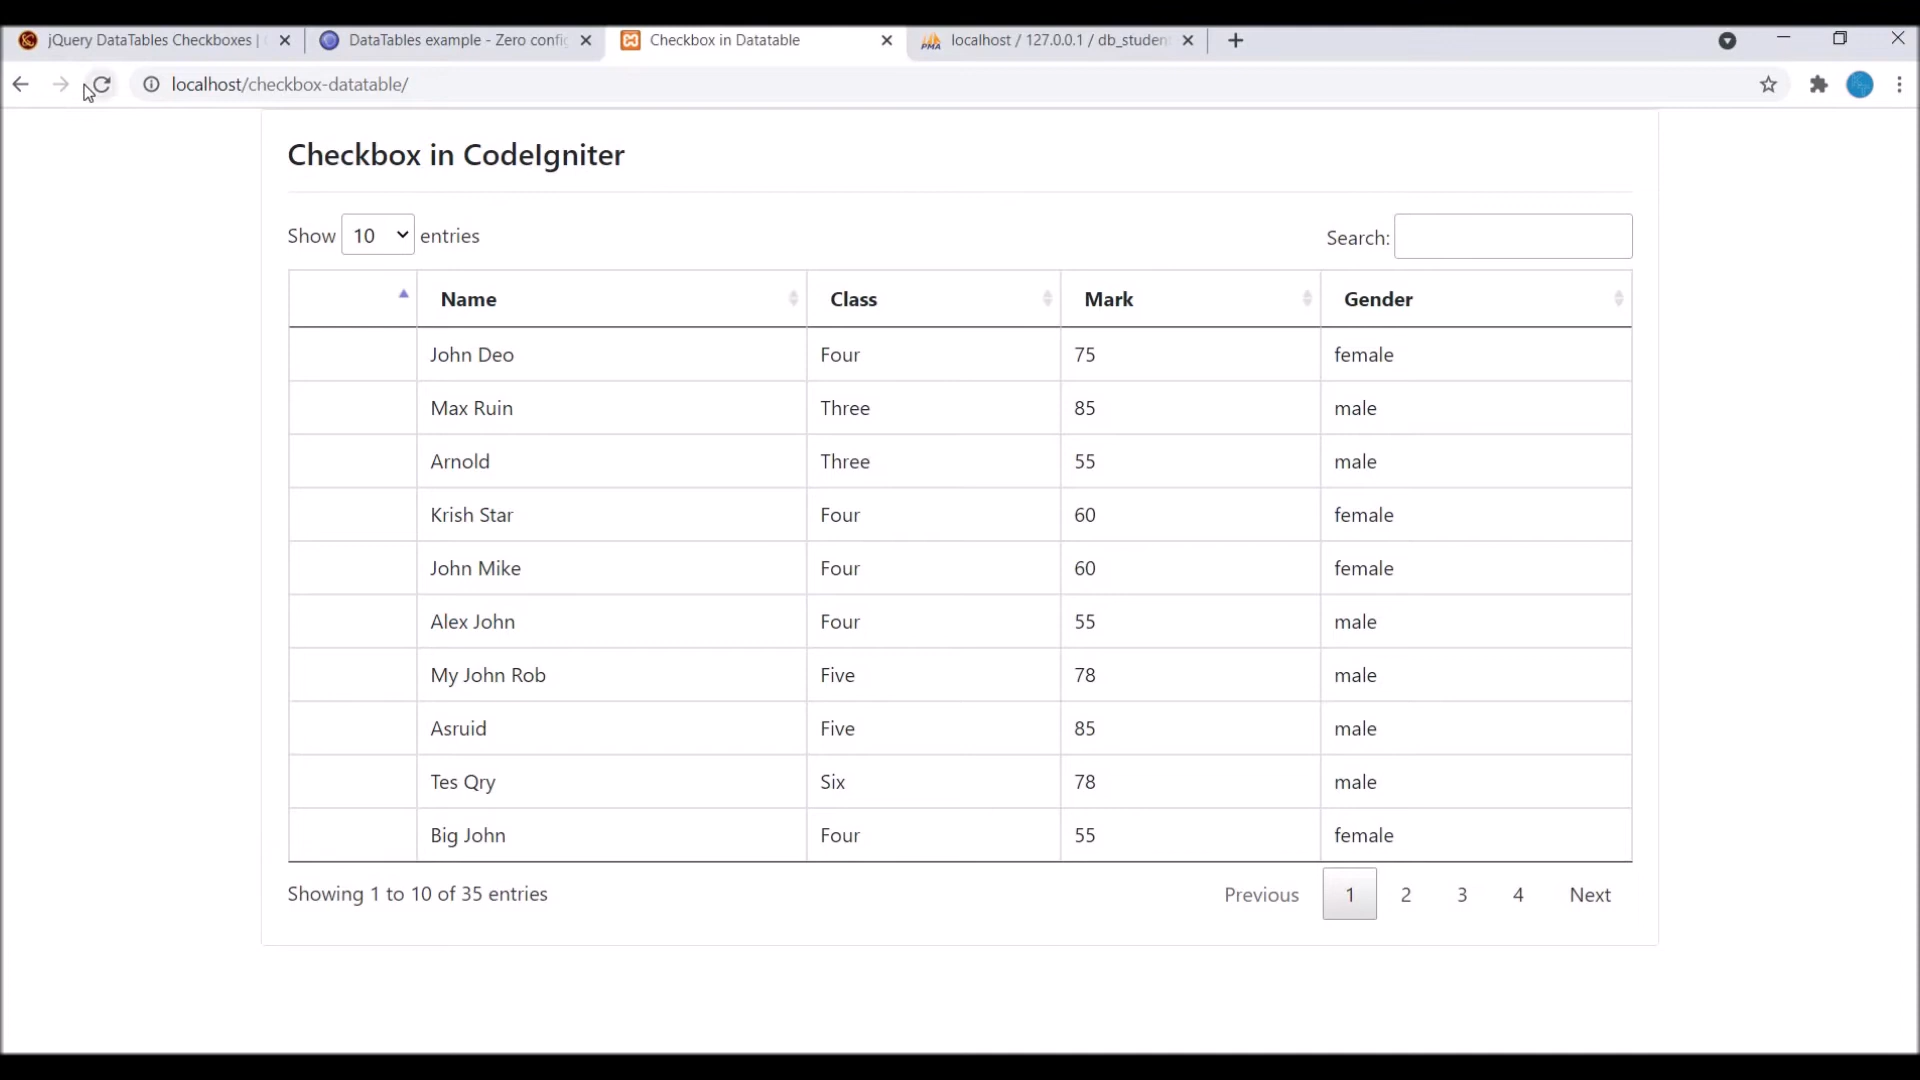 jQuery DataTables Checkboxes |
DataTables example - Zero config
Checkbox in Datatable
localhost / 127.0.0.1 / db_student
localhost/checkbox-datatable/
Checkbox in CodeIgniter
Show 10 entries
Search:
Name Class Mark Gender
John Deo Four 75 female
Max Ruin Three 85 male
Arnold Three 55 male
Krish Star Four 60 female
John Mike Four 60 female
Alex John Four 55 male
My John Rob Five 78 male
Asruid Five 85 male
Tes Qry Six 78 male
Big John Four 55 female
Showing 1 to 10 of 35 entries
Previous 1 2 3 4 Next